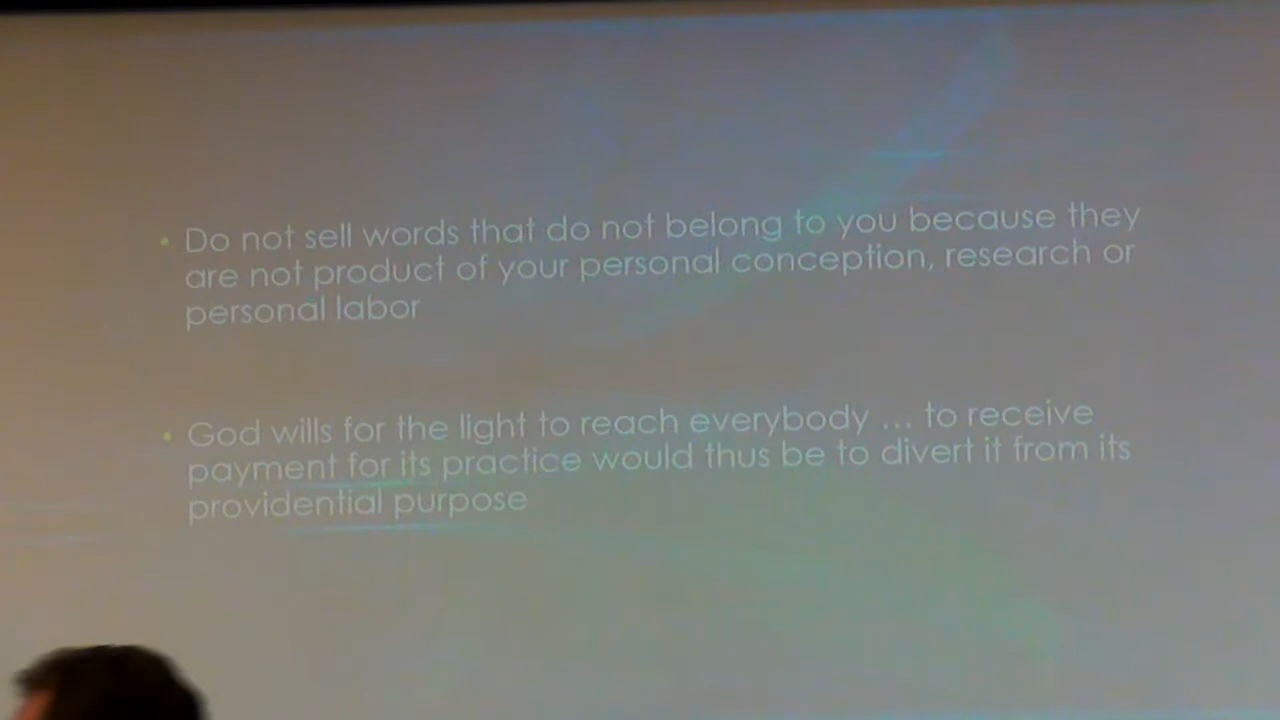 • Do not sell words that do not belong to you because they
are not product of your personal conception, research or
personal labor
• God wills for the light to reach everybody ... to receive
payment for its practice would thus be to divert it from its
providential purpose